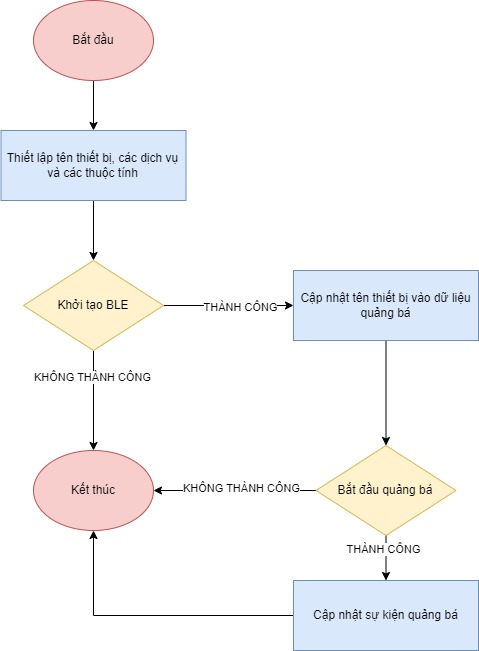 Bắt đầu
Thiết lập tên thiết bị, các dịch vụ
và các thuộc tính
Khởi tạo BLE
THÀNH CÔNG
Cập nhật tên thiết bị vào dữ liệu
quảng bá
KHÔNG THÀNH CÔNG
Kết thúc
KHÔNG THÀNH CÔNG
Bắt đầu quảng bá
THÀNH CÔNG
Cập nhật sự kiện quảng bá